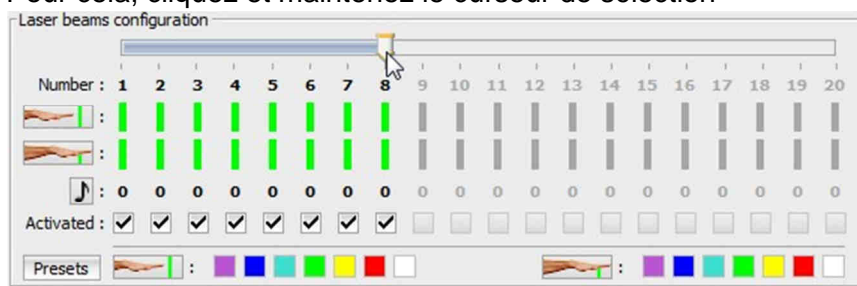 Pour cela, cliquez et maintenez le curseur de sélection
Laser beams configuration
Number : 1 2 3 4 5 6 7 8 9 10 11 12 13 14 15 16 17 18 19 20
:
:
: 0 0 0 0 0 0 0 0 0 0 0 0 0 0 0 0 0 0 0 0
Activated :
Presets : :